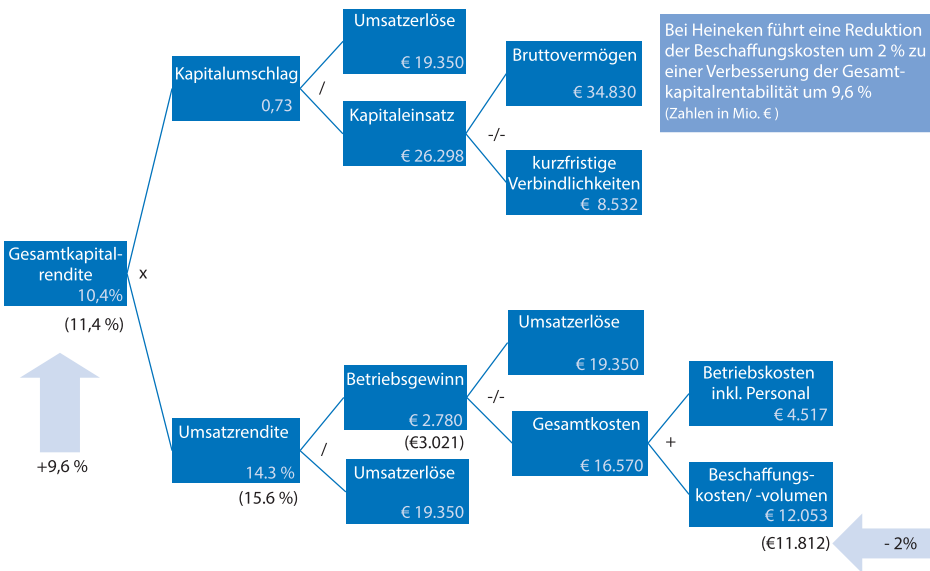 Umsatzerlöse
€ 19.350
Kapitalumschlag
0,73
/
Kapitaleinsatz
€ 26.298
Bruttovermögen
€ 34.830
-/-
kurzfristige
Verbindlichkeiten
€ 8.532
Bei Heineken führt eine Reduktion
der Beschaffungskosten um 2 % zu
einer Verbesserung der Gesamt-
kapitalrentabilität um 9,6 %
(Zahlen in Mio. € )
Gesamtkapital-
rendite
10,4%
(11,4 %)
x
+9,6 %
Umsatzrendite
14.3 %
(15.6 %)
/
Betriebsgewinn
€ 2.780
(€3.021)
Umsatzerlöse
€ 19.350
-/-
Umsatzerlöse
€ 19.350
Gesamtkosten
€ 16.570
+
Betriebskosten
inkl. Personal
€ 4.517
Beschaffungs-
kosten/ -volumen
€ 12.053
(€11.812)
- 2%